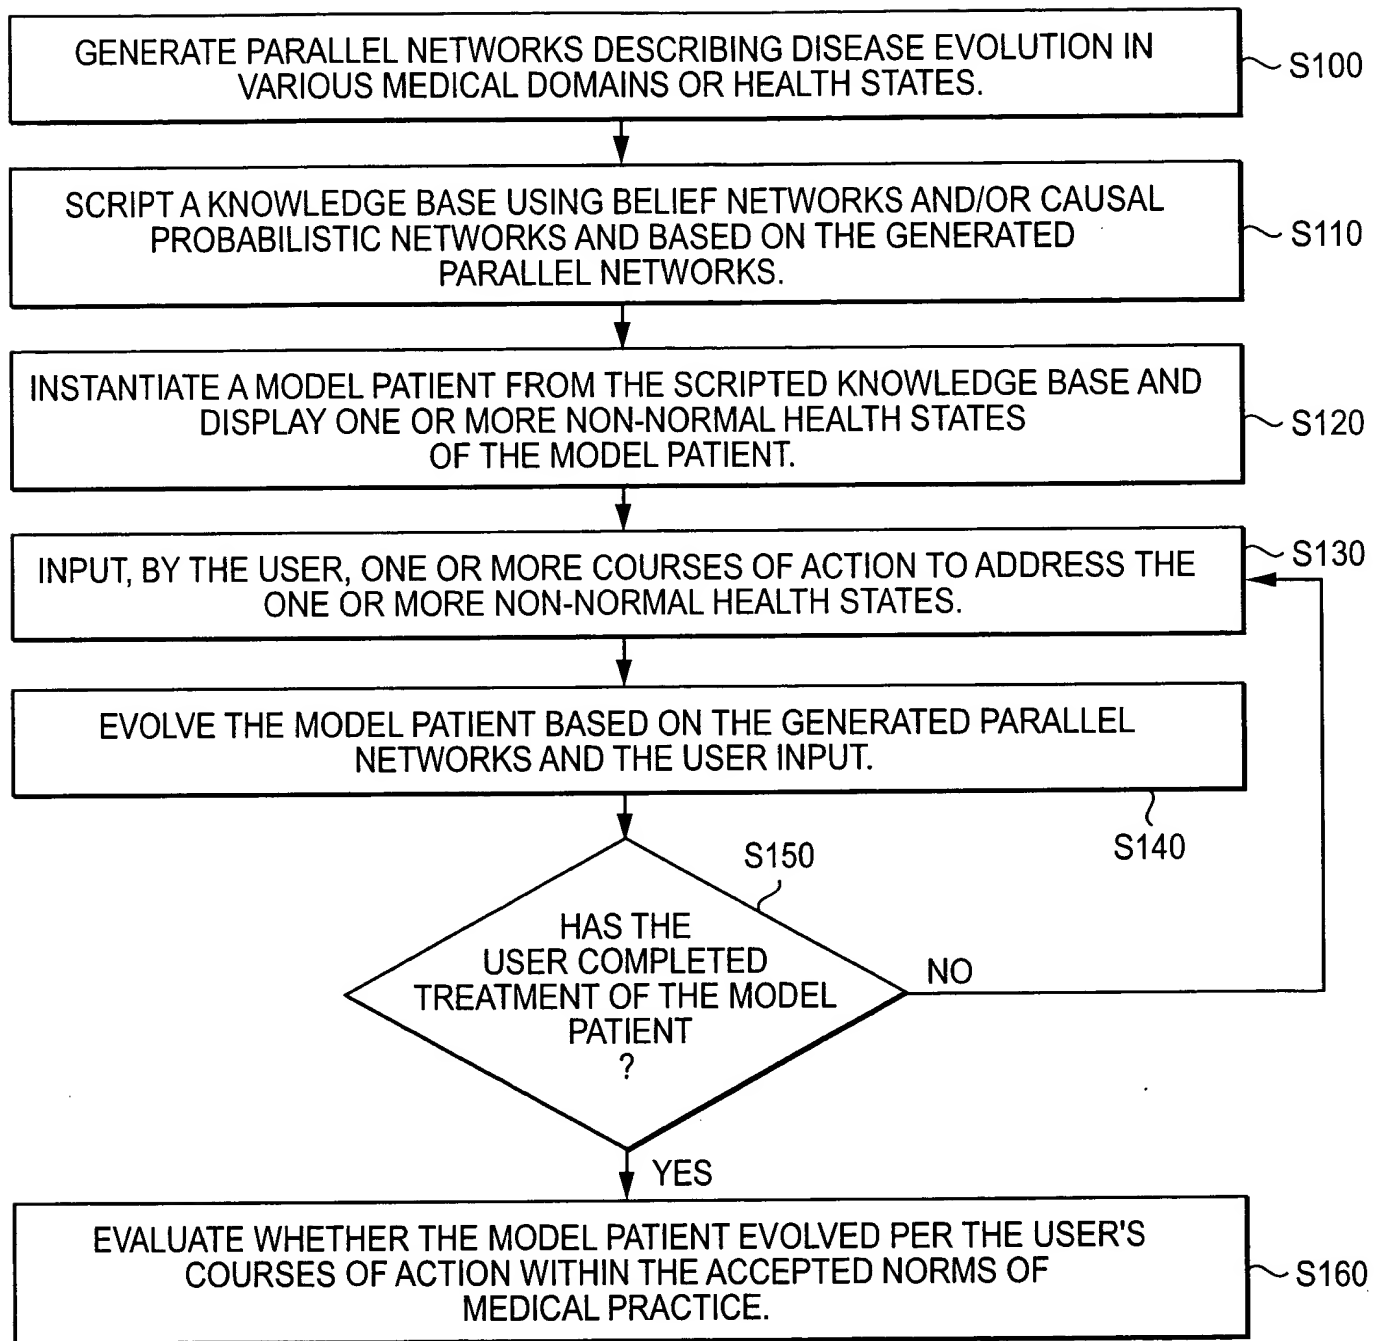 GENERATE PARALLEL NETWORKS DESCRIBING DISEASE EVOLUTION IN
VARIOUS MEDICAL DOMAINS OR HEALTH STATES.
S100
SCRIPT A KNOWLEDGE BASE USING BELIEF NETWORKS AND/OR CAUSAL
PROBABILISTIC NETWORKS AND BASED ON THE GENERATED
PARALLEL NETWORKS.
S110
INSTANTIATE A MODEL PATIENT FROM THE SCRIPTED KNOWLEDGE BASE AND
DISPLAY ONE OR MORE NON-NORMAL HEALTH STATES
OF THE MODEL PATIENT.
S120
INPUT, BY THE USER, ONE OR MORE COURSES OF ACTION TO ADDRESS THE
ONE OR MORE NON-NORMAL HEALTH STATES.
S130
EVOLVE THE MODEL PATIENT BASED ON THE GENERATED PARALLEL
NETWORKS AND THE USER INPUT.
S140
S150
HAS THE
USER COMPLETED
TREATMENT OF THE MODEL
PATIENT
?
NO
YES
EVALUATE WHETHER THE MODEL PATIENT EVOLVED PER THE USER'S
COURSES OF ACTION WITHIN THE ACCEPTED NORMS OF
MEDICAL PRACTICE.
S160